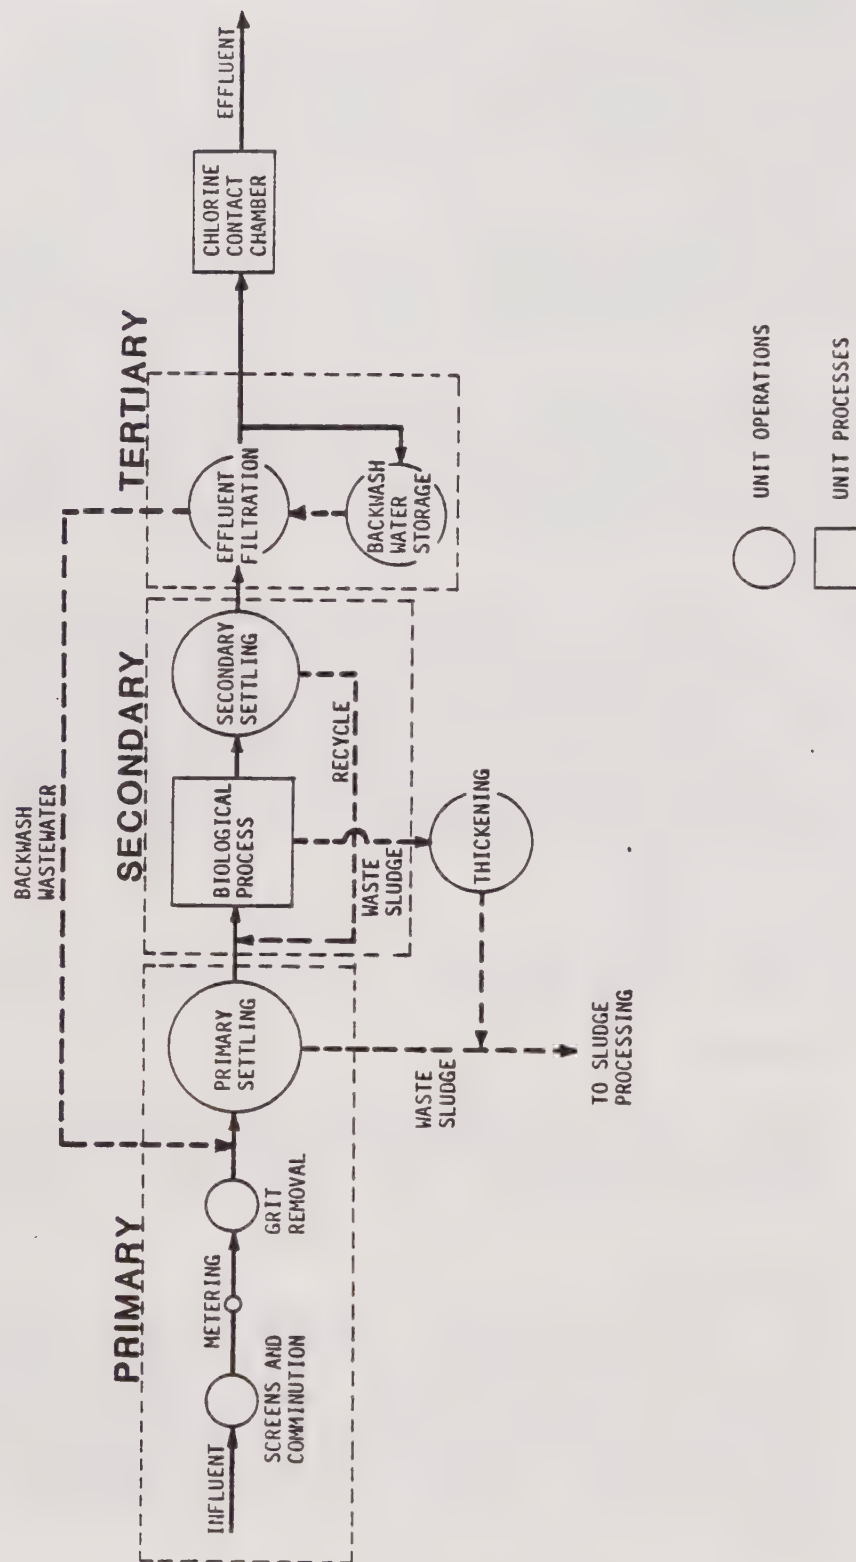 PRIMARY
SECONDARY
TERTIARY
BACKWASH
WASTEWATER
INFLUENT
SCREENS AND
COMMINUTION
METERING
GRIT
REMOVAL
PRIMARY
SETTLING
BIOLOGICAL
PROCESS
SECONDARY
SETTLING
RECYCLE
WASTE
SLUDGE
EFFLUENT
FILTRATION
BACKWASH
WATER
STORAGE
CHLORINE
CONTACT
CHAMBER
EFFLUENT
THICKENING
WASTE
SLUDGE
TO SLUDGE
PROCESSING
UNIT OPERATIONS
UNIT PROCESSES